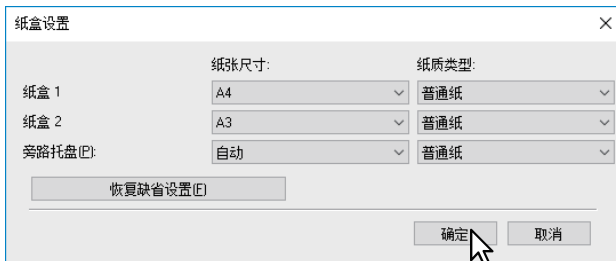 纸盒设置
纸张尺寸: 纸质类型:
纸盒 1 A4 普通纸
纸盒 2 A3 普通纸
旁路托盘(P): 自动 普通纸
恢复缺省设置(F)
确定 取消